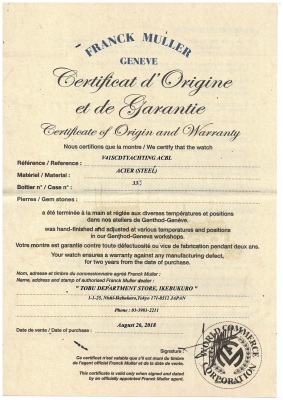 FRANCK MULLER
GENEVE
Certificat d'Origine
et de Garantie
Certificate of Origin and Warranty
Nous certifions que la montre / We certify that the watch
Référence / Reference : V41SCDTYACHTING ACBL
Matériel / Material : ACIER (STEEL)
Boîtier n° / Case n° :
Pierres / Gem stones :
a été terminée à la main et réglés aux diverses températures et positions
dans nos ateliers de Genthod-Genève.
was hand-finished and adjusted at various temperatures and positions
in our Genthod-Geneva workshops.
Votre montre est garantie contre toute défectuosité ou vice de fabrication pendant deux ans.
Your watch ensures a warranty against any manufacturing defect,
for two years from the date of purchase.
Nom, adresse et timbre du concessionnaire agréé Franck Muller :
Name, address and stamp of authorised Franck Muller dealer :
" TOBU DEPARTMENT STORE, IKEBUKURO "
1-1-25, Nishi-Ikebukuro, Tokyo 171-8512 JAPAN
Phone : 03-3981-2211
August 26, 2018
Date de vente / Date of purchase :
Signature :
Ce certificat n'est valable que s'il est muni du timbre
de l'agent officiel Franck Muller et de la date de vente.
This certificate is valid only when signed and dated
by an officially appointed Franck Muller agent.
WORLD COMMERCE
CORPORATION